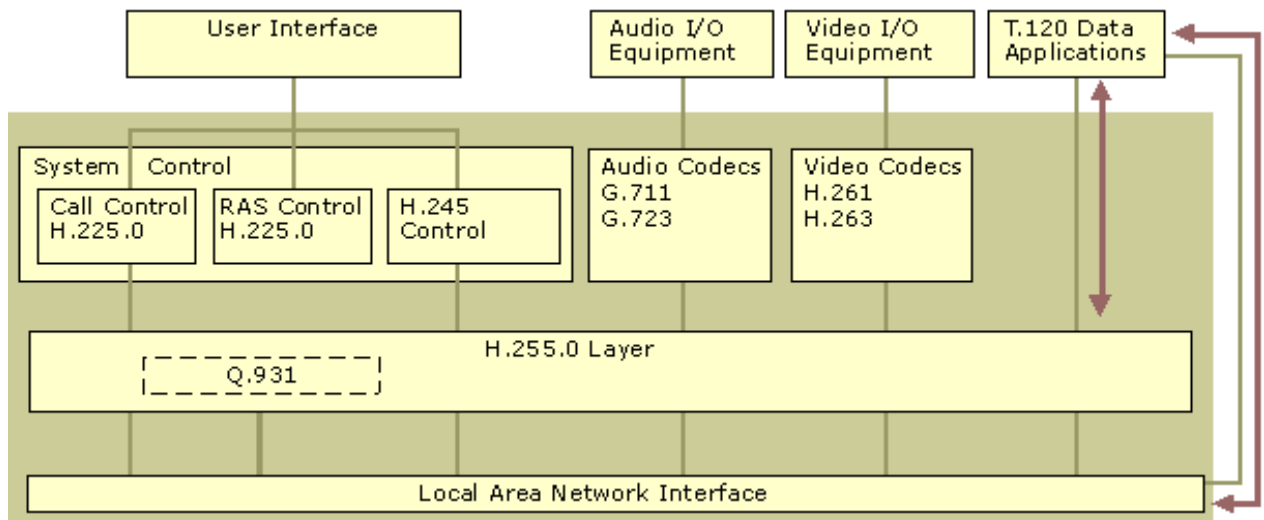 User Interface
Audio I/O
Equipment
Video I/O
Equipment
T.120 Data
Applications
System Control
Call Control
H.225.0
RAS Control
H.225.0
H.245
Control
Audio Codecs
G.711
G.723
Video Codecs
H.261
H.263
H.255.0 Layer
Q.931
Local Area Network Interface